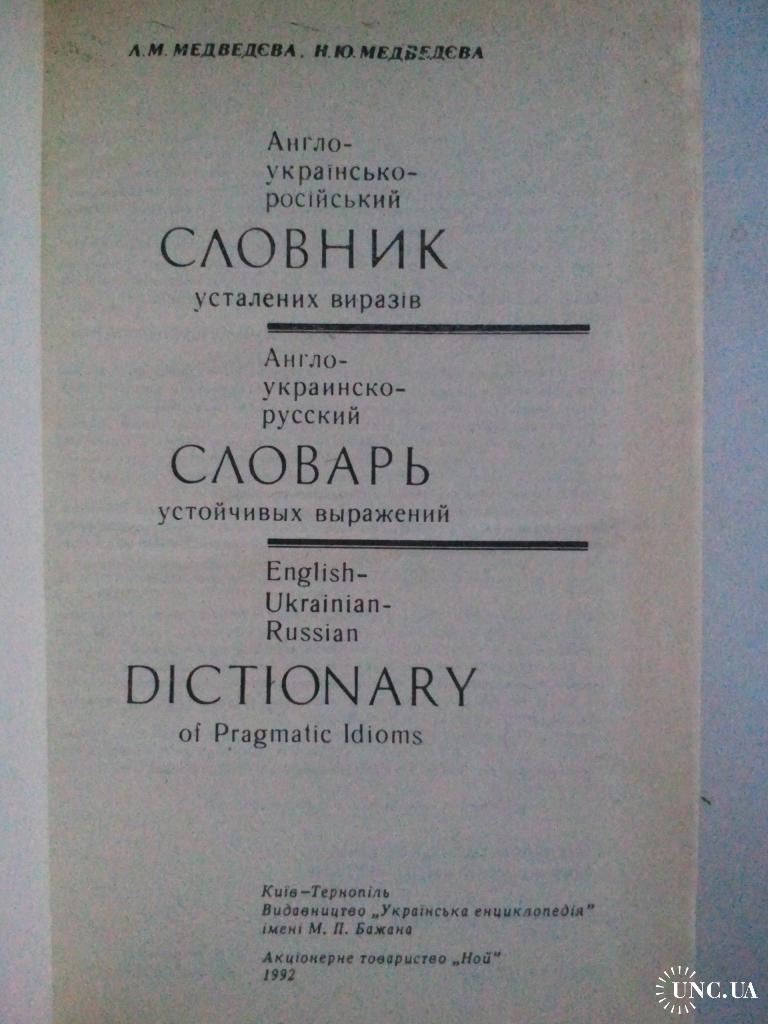 Л. М. МЕДВЕДЄВА, Н. Ю. МЕДВЕДЄВА
Англо-
українсько-
російський
СЛОВНИК
усталених виразів
Англо-
украинско-
русский
СЛОВАРЬ
устойчивых выражений
English-
Ukrainian-
Russian
DICTIONARY
of Pragmatic Idioms
Київ—Тернопіль
Видавництво „Українська енциклопедія"
імені М. П. Бажана
Акціонерне товариство „Ной"
1992
UNC.UA